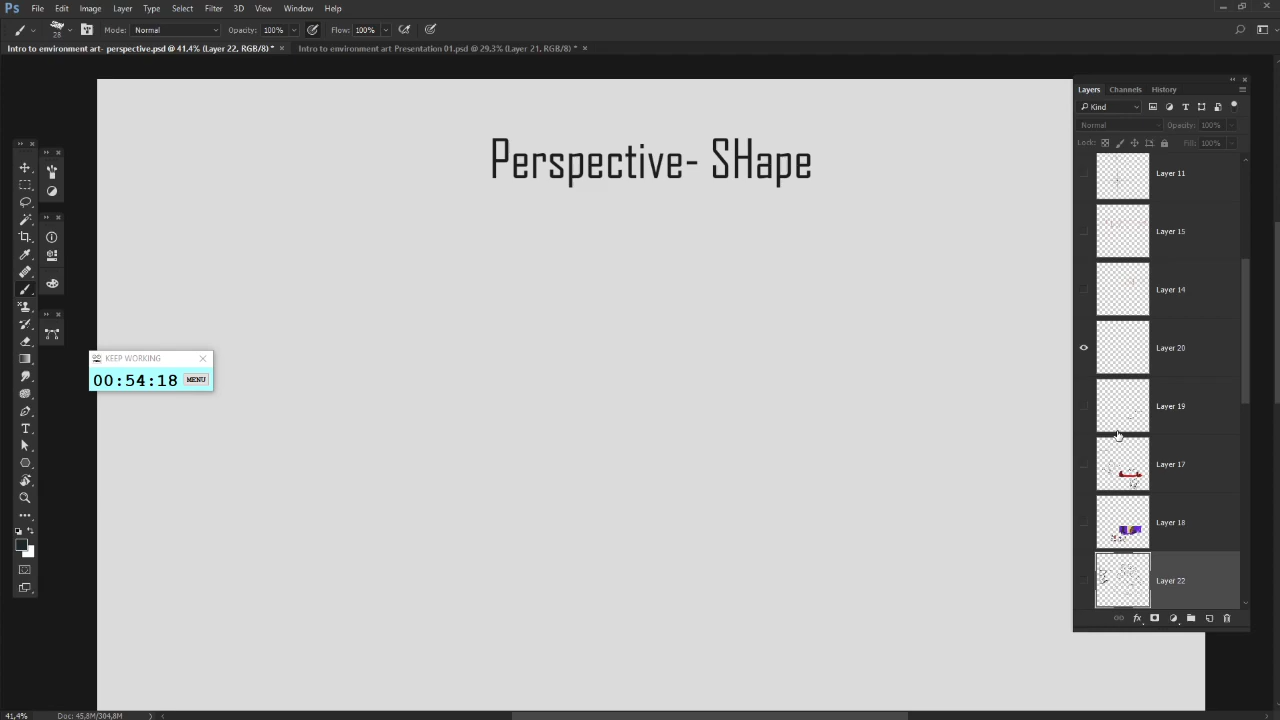 Ps File Edit Image Layer Type Select Filter 3D View Window Help
28 Mode: Normal Opacity: 100% Flow: 100%
Intro to environment art- perspective.psd @ 41,4% (Layer 22, RGB/8) * × Intro to environment art Presentation 01.psd @ 29,3% (Layer 21, RGB/8) * ×
Perspective- SHape
KEEP WORKING
00:54:18 MENU
Layers Channels History
Kind
Normal Opacity: 100%
Lock: Fill: 100%
Layer 11
Layer 15
Layer 14
Layer 20
Layer 19
Layer 17
Layer 18
Layer 22
fx
41,4% Doc: 45,8M/304,8M